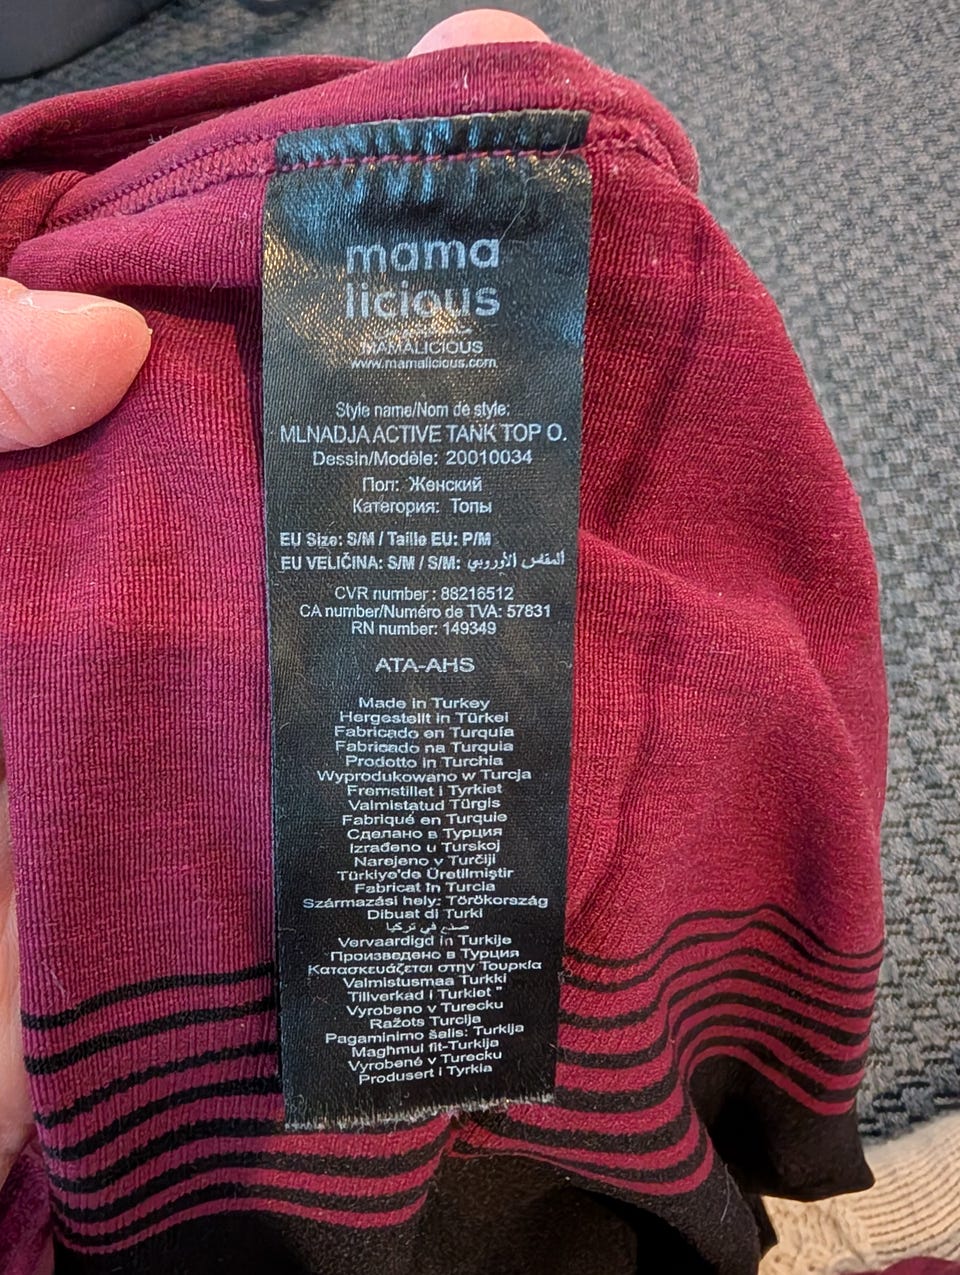 mama
licious
MAMALICIOUS
www.mamalicious.com
Style name/Nom de style:
MLNADJA ACTIVE TANK TOP O.
Dessin/Modèle: 20010034
Пол: Женский
Категория: Топы
EU Size: S/M / Taille EU: P/M
EU VELIČINA: S/M / S/M: المقاس الأوروبي
CVR number : 88216512
CA number/Numéro de TVA: 57831
RN number: 149349
ATA-AHS
Made in Turkey
Hergestellt in Türkei
Fabricado en Turquía
Fabricado na Turquia
Prodotto in Turchia
Wyprodukowano w Turcja
Fremstillet i Tyrkiet
Valmistatud Türgis
Fabriqué en Turquie
Сделано в Турция
Izrađeno u Turskoj
Narejeno v Turčiji
Türkiye'de Üretilmiştir
Fabricat în Turcia
Származási hely: Törökország
Dibuat di Turki
صنع في تركيا
Vervaardigd in Turkije
Произведено в Турция
Κατασκευάζεται στην Τουρκία
Valmistusmaa Turkki
Tillverkad i Turkiet "
Vyrobeno v Turecku
Ražots Turcija
Pagaminimo šalis: Turkija
Maghmul fit-Turkija
Vyrobené v Turecku
Produsert i Tyrkia